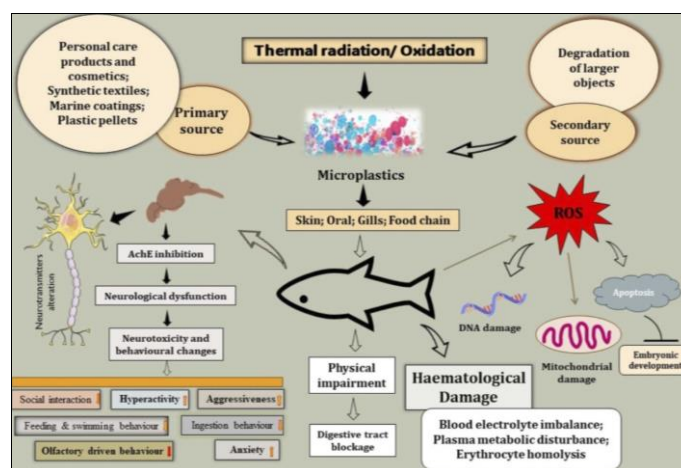 Personal care
products and
cosmetics;
Synthetic textiles;
Marine coatings;
Plastic pellets
Primary
source
Thermal radiation/ Oxidation
Degradation
of larger
objects
Secondary
source
Microplastics
Skin; Oral; Gills; Food chain
ROS
Neurotransmitters
alteration
AchE inhibition
Neurological dysfunction
Neurotoxicity and
behavioural changes
Social interaction
Hyperactivity
Aggressiveness
Feeding & swimming behaviour
Ingestion behaviour
Olfactory driven behaviour
Anxiety
Physical
impairment
Digestive tract
blockage
Haematological
Damage
Blood electrolyte imbalance;
Plasma metabolic disturbance;
Erythrocyte homolysis
DNA damage
Mitochondrial
damage
Apoptosis
Embryonic
development